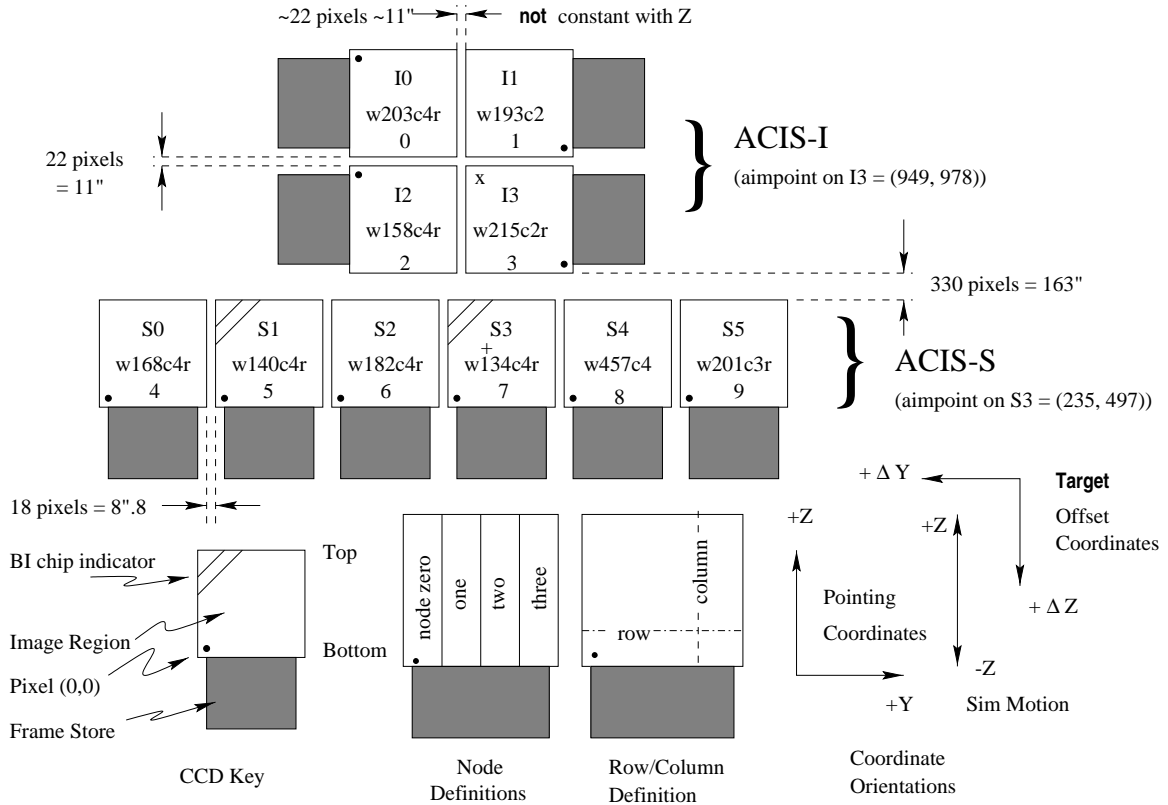 ~22 pixels ~11" not constant with Z
I0
w203c4r
0
I1
w193c2
1
22 pixels
= 11"
ACIS-I
(aimpoint on I3 = (949, 978))
I2
w158c4r
2
x
I3
w215c2r
3
330 pixels = 163"
S0
w168c4r
4
S1
w140c4r
5
S2
w182c4r
6
S3
+
w134c4r
7
S4
w457c4
8
S5
w201c3r
9
ACIS-S
(aimpoint on S3 = (235, 497))
18 pixels = 8".8
BI chip indicator
Image Region
Pixel (0,0)
Frame Store
Top
Bottom
CCD Key
node zero
one
two
three
Node
Definitions
column
row
Row/Column
Definition
+Z
Pointing
Coordinates
+Y
+Z
-Z
Sim Motion
+ Δ Y
Target
Offset
Coordinates
+ Δ Z
Coordinate
Orientations